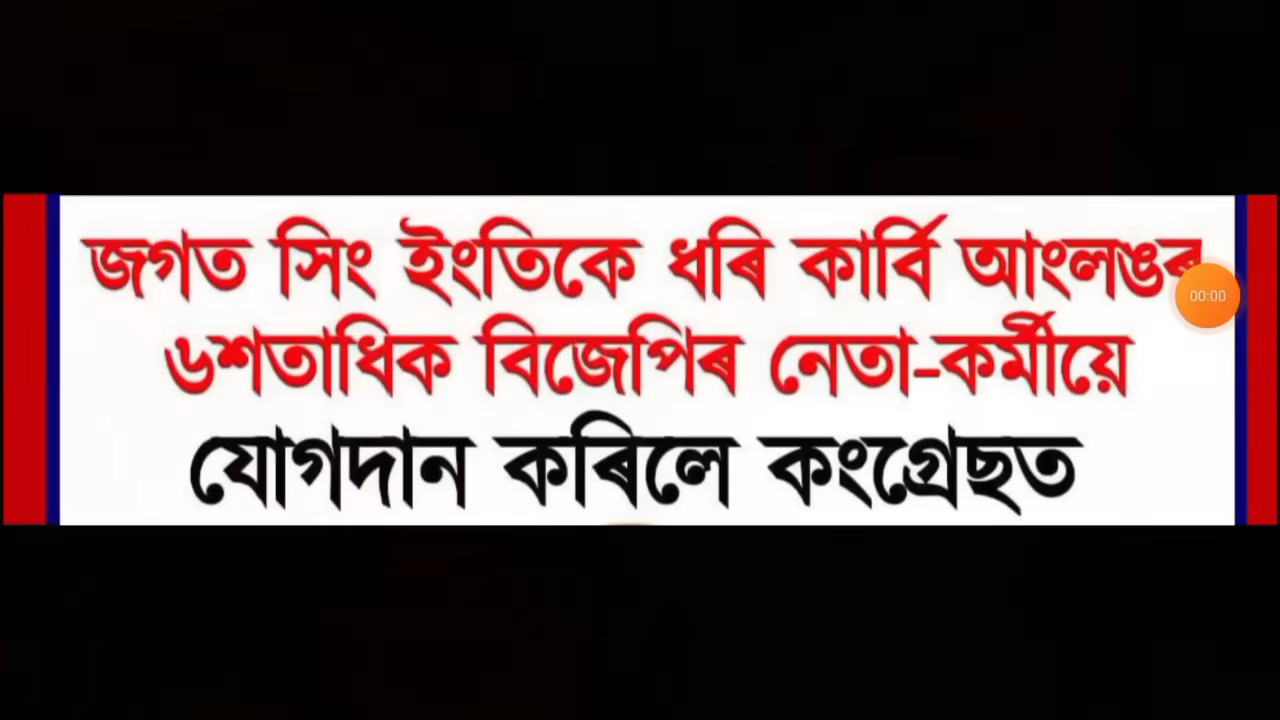 জগত সিং ইংতিকে ধৰি কাৰ্বি আংলঙৰ
৬শতাধিক বিজেপিৰ নেতা-কৰ্মীয়ে
যোগদান কৰিলে কংগ্ৰেছত
00:00